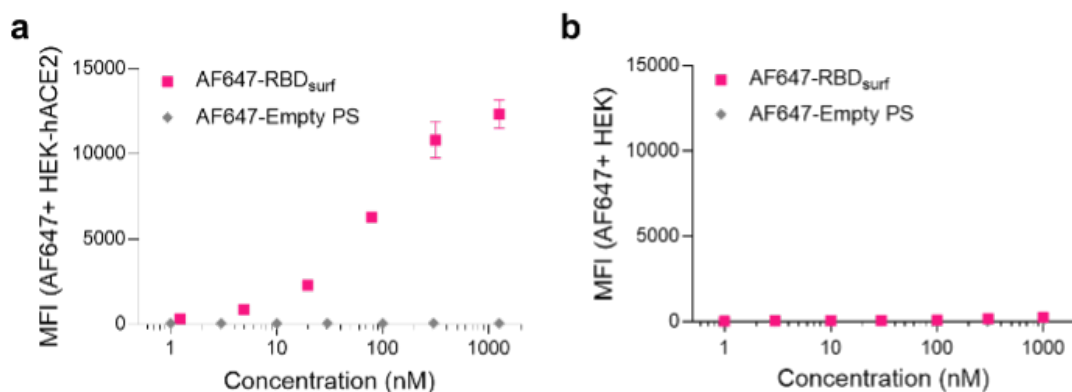 a
MFI (AF647+ HEK-hACE2)
15000
10000
5000
0
AF647-RBDsurf
AF647-Empty PS
1 10 100 1000
Concentration (nM)
b
MFI (AF647+ HEK)
15000
10000
5000
0
AF647-RBDsurf
AF647-Empty PS
1 10 100 1000
Concentration (nM)